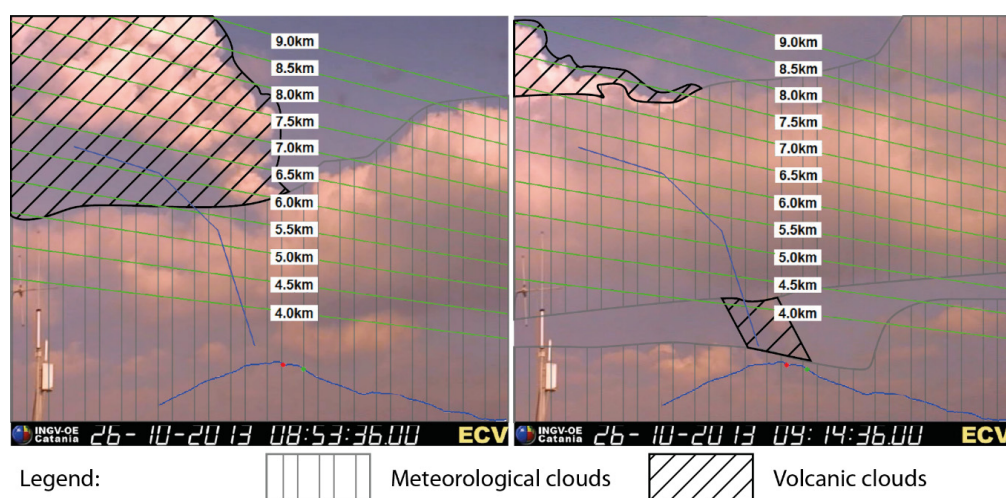 9.0km
8.5km
8.0km
7.5km
7.0km
6.5km
6.0km
5.5km
5.0km
4.5km
4.0km
INGV-OE
Catania 26-10-2013 08:53:36.00 ECV
9.0km
8.5km
8.0km
7.5km
7.0km
6.5km
6.0km
5.5km
5.0km
4.5km
4.0km
INGV-OE
Catania 26-10-2013 09:14:36.00 ECV
Legend: Meteorological clouds Volcanic clouds